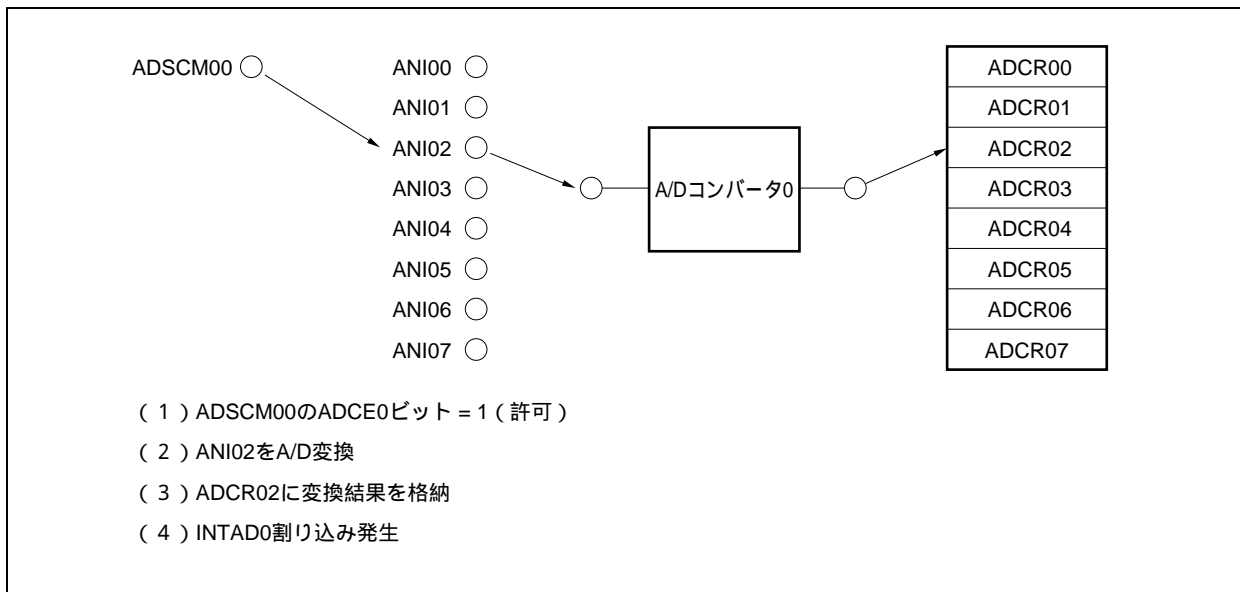 ADSCM00 ANI00 ADCR00
ANI01 ADCR01
ANI02 ADCR02
ANI03 A/Dコンバータ0 ADCR03
ANI04 ADCR04
ANI05 ADCR05
ANI06 ADCR06
ANI07 ADCR07
（1）ADSCM00のADCE0ビット = 1（許可）
（2）ANI02をA/D変換
（3）ADCR02に変換結果を格納
（4）INTAD0割り込み発生